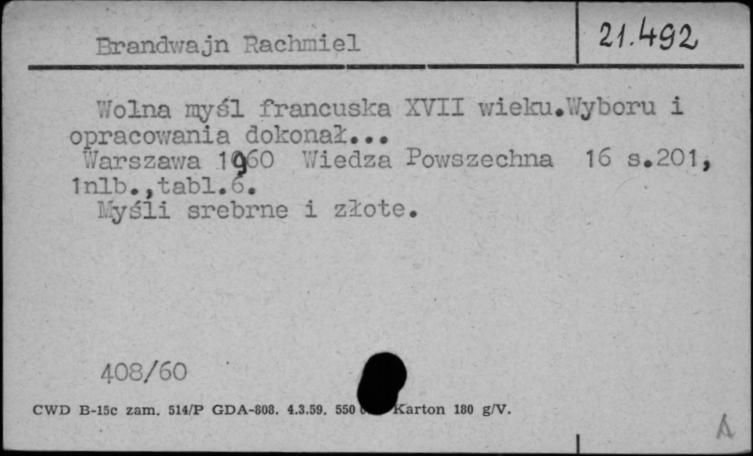 Brandwajn Rachmiel
21.492
Wolna myśl francuska XVII wieku.Wyboru i
opracowania dokonał...
Warszawa 1960 Wiedza Powszechna 16 s.201,
1nlb.,tabl.6.
Myśli srebrne i złote.
408/60
CWD B-15c zam. 514/P GDA-808. 4.3.59. 550 Karton 180 g/V.
A